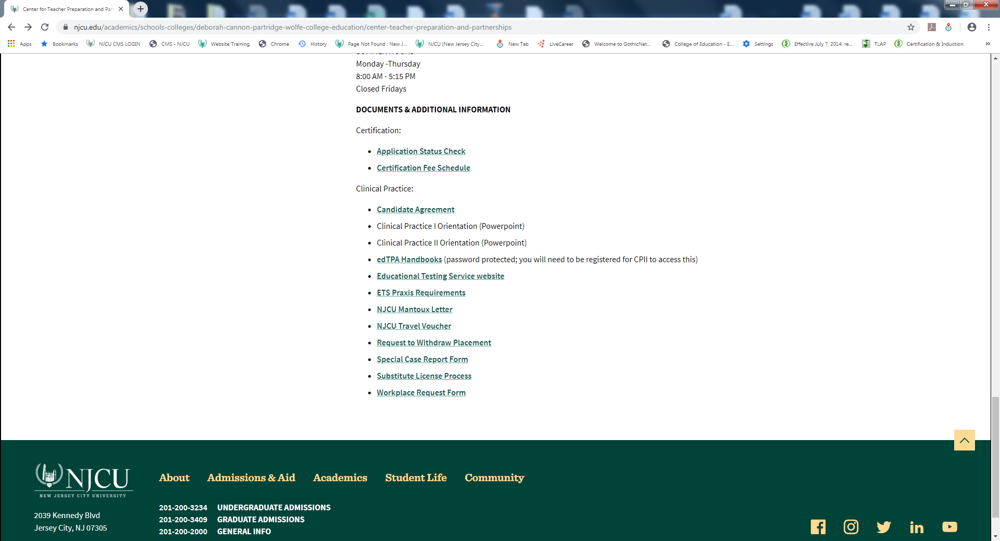 Center for Teacher Preparation and Par
njcu.edu/academics/schools-colleges/deborah-cannon-partridge-wolfe-college-education/center-teacher-preparation-and-partnerships
Apps Bookmarks NJCU CMS LOGIN CMS - NJCU Website Training Chrome History Page Not Found : New J... NJCU (New Jersey City... New Tab LiveCareer Welcome to GothicNet... College of Education - E... Settings Effective July 7, 2014, re... TLAP Certification & Induction »
Monday -Thursday
8:00 AM - 5:15 PM
Closed Fridays
DOCUMENTS & ADDITIONAL INFORMATION
Certification:
• Application Status Check
• Certification Fee Schedule
Clinical Practice:
• Candidate Agreement
• Clinical Practice I Orientation (Powerpoint)
• Clinical Practice II Orientation (Powerpoint)
• edTPA Handbooks (password protected; you will need to be registered for CPII to access this)
• Educational Testing Service website
• ETS Praxis Requirements
• NJCU Mantoux Letter
• NJCU Travel Voucher
• Request to Withdraw Placement
• Special Case Report Form
• Substitute License Process
• Workplace Request Form
NJCU
NEW JERSEY CITY UNIVERSITY
2039 Kennedy Blvd
Jersey City, NJ 07305
About Admissions & Aid Academics Student Life Community
201-200-3234 UNDERGRADUATE ADMISSIONS
201-200-3409 GRADUATE ADMISSIONS
201-200-2000 GENERAL INFO